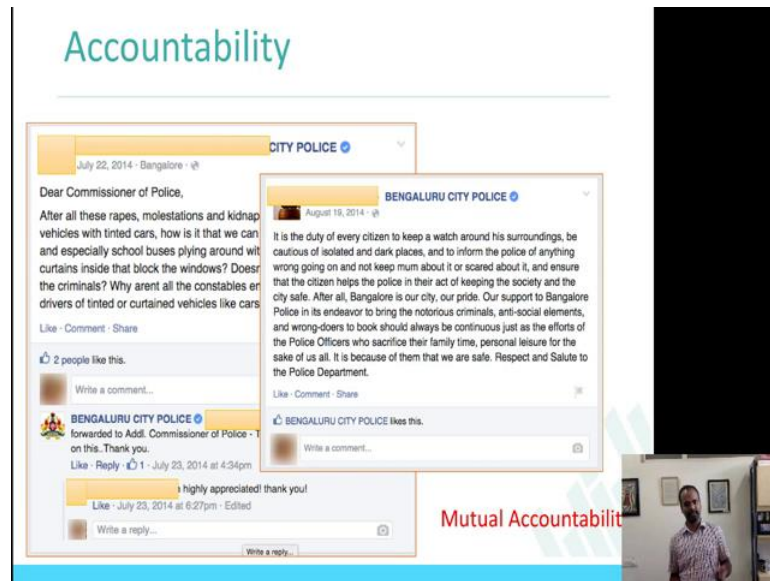 Accountability
CITY POLICE
July 22, 2014 · Bangalore ·
Dear Commissioner of Police,
After all these rapes, molestations and kidnap
vehicles with tinted cars, how is it that we can
and especially school buses plying around wit
curtains inside that block the windows? Doesn
the criminals? Why arent all the constables en
drivers of tinted or curtained vehicles like cars
Like · Comment · Share
2 people like this.
Write a comment...
BENGALURU CITY POLICE
forwarded to Addl. Commissioner of Police - T
on this..Thank you.
Like · Reply · 1 · July 23, 2014 at 4:34pm
highly appreciated! thank you!
Like · July 23, 2014 at 6:27pm · Edited
Write a reply...
Write a reply...
BENGALURU CITY POLICE
August 19, 2014 ·
It is the duty of every citizen to keep a watch around his surroundings, be
cautious of isolated and dark places, and to inform the police of anything
wrong going on and not keep mum about it or scared about it, and ensure
that the citizen helps the police in their act of keeping the society and the
city safe. After all, Bangalore is our city, our pride. Our support to Bangalore
Police in its endeavor to bring the notorious criminals, anti-social elements,
and wrong-doers to book should always be continuous just as the efforts of
the Police Officers who sacrifice their family time, personal leisure for the
sake of us all. It is because of them that we are safe. Respect and Salute to
the Police Department.
Like · Comment · Share
BENGALURU CITY POLICE likes this.
Write a comment...
Mutual Accountabilit